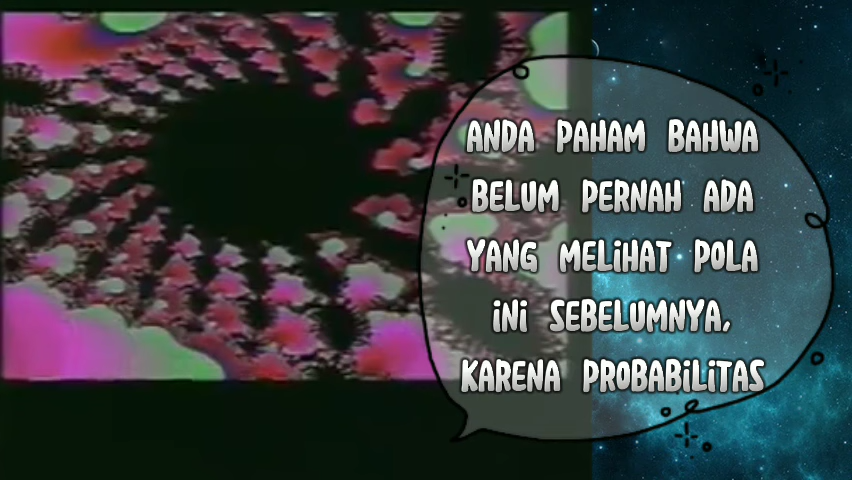 ANDA PAHAM BAHWA
BELUM PERNAH ADA
YANG MELIHAT POLA
INI SEBELUMNYA,
KARENA PROBABILITAS